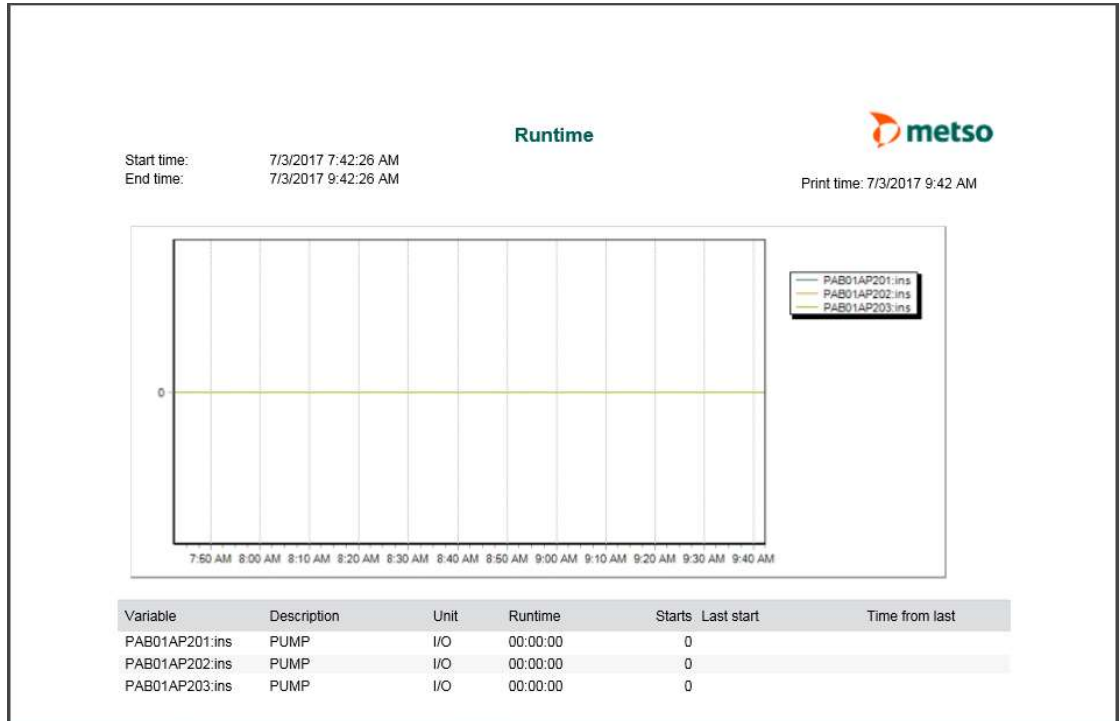 Runtime
metso
Start time: 7/3/2017 7:42:26 AM
End time: 7/3/2017 9:42:26 AM
Print time: 7/3/2017 9:42 AM
PAB01AP201:ins
PAB01AP202:ins
PAB01AP203:ins
0
7:50 AM 8:00 AM 8:10 AM 8:20 AM 8:30 AM 8:40 AM 8:50 AM 9:00 AM 9:10 AM 9:20 AM 9:30 AM 9:40 AM
Variable Description Unit Runtime Starts Last start Time from last
PAB01AP201:ins PUMP I/O 00:00:00 0
PAB01AP202:ins PUMP I/O 00:00:00 0
PAB01AP203:ins PUMP I/O 00:00:00 0